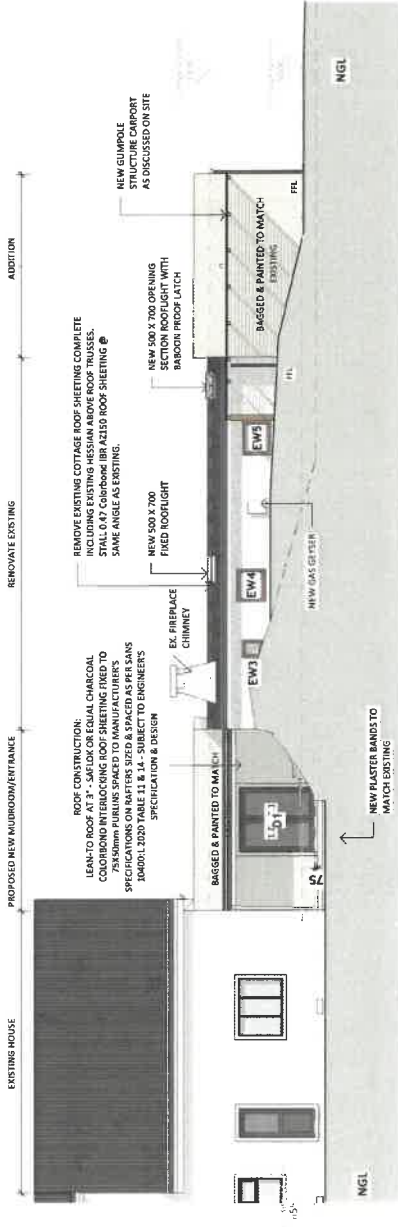 EXISTING HOUSE
PROPOSED NEW MUDROOM/ENTRANCE
RENOVATE EXISTING
ADDITION
ROOF CONSTRUCTION:
LEAN-TO ROOF AT 3° - SAFLOK OR EQUAL CHARCOAL
COLORBOND INTERLOCKING ROOF SHEETING FIXED TO
75X50mm PURLINS SPACED TO MANUFACTURER'S
SPECIFICATIONS ON RAFTERS SIZED & SPACED AS PER SANS
10400:L 2020 TABLE 11 & 14 - SUBJECT TO ENGINEER'S
SPECIFICATION & DESIGN
REMOVE EXISTING COTTAGE ROOF SHEETING COMPLETE
INCLUDING EXISTING HESSIAN ABOVE ROOF TRUSSES.
STALL 0.47 Colorbond IBR AZ150 ROOF SHEETING @
SAME ANGLE AS EXISTING.
NEW 500 X 700
FIXED ROOFLIGHT
NEW 500 X 700 OPENING
SECTION ROOFLIGHT WITH
BABOON PROOF LATCH
NEW GUMPOLE
STRUCTURE CARPORT
AS DISCUSSED ON SITE
EX. FIREPLACE
CHIMNEY
BAGGED & PAINTED TO MATCH
BAGGED & PAINTED TO MATCH
EXISTING
EW3
EW4
EW5
FFL
FFL
NEW GAS GEYSER
75
NEW PLASTER BANDS TO
MATCH EXISTING
NGL
NGL